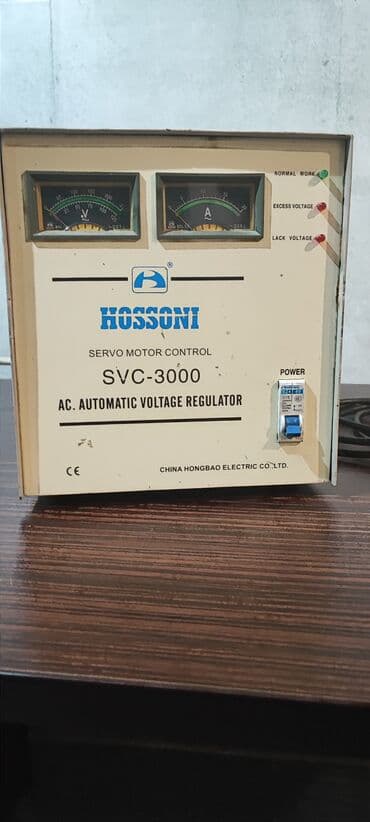 NORMAL WORK
EXCESS VOLTAGE
LACK VOLTAGE
V
A
®
HOSSONI
SERVO MOTOR CONTROL
SVC-3000
POWER
AC. AUTOMATIC VOLTAGE REGULATOR
CE
CHINA HONGBAO ELECTRIC CO.,LTD.